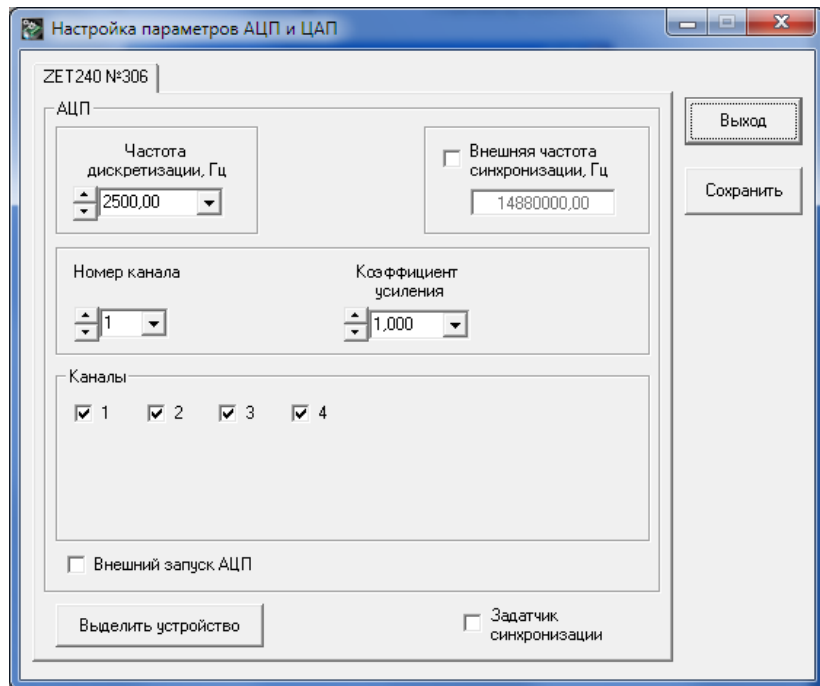 Настройка параметров АЦП и ЦАП
ZET240 №306
АЦП
Частота
дискретизации, Гц
2500,00
Внешняя частота
синхронизации, Гц
14880000,00
Выход
Сохранить
Номер канала
1
Коэффициент
усиления
1,000
Каналы
1 2 3 4
Внешний запуск АЦП
Выделить устройство
Задатчик
синхронизации